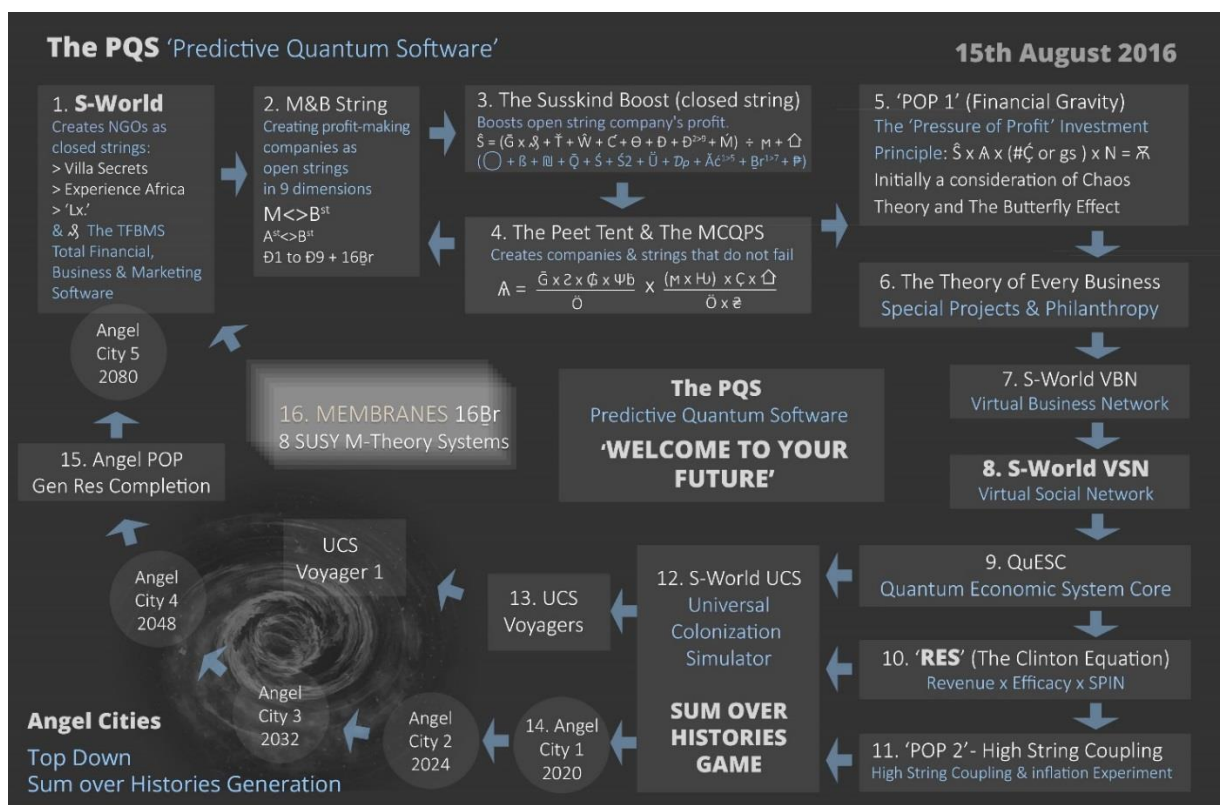 The PQS 'Predictive Quantum Software'
15th August 2016
1. S-World
Creates NGOs as
closed strings:
> Villa Secrets
> Experience Africa
> 'Lx.'
& The TFBMS
Total Financial,
Business & Marketing
Software
2. M&B String
Creating profit-making
companies as
open strings
in 9 dimensions
M<>Bˢᵗ
Aˢᵗ<>Bˢᵗ
Đ1 to Đ9 + 16Ḇr
3. The Susskind Boost (closed string)
Boosts open string company's profit.
4. The Peet Tent & The MCQPS
Creates companies & strings that do not fail
5. 'POP 1' (Financial Gravity)
The 'Pressure of Profit' Investment
Principle:
Initially a consideration of Chaos
Theory and The Butterfly Effect
6. The Theory of Every Business
Special Projects & Philanthropy
7. S-World VBN
Virtual Business Network
8. S-World VSN
Virtual Social Network
9. QuESC
Quantum Economic System Core
10. 'RES' (The Clinton Equation)
Revenue x Efficacy x SPIN
11. 'POP 2'- High String Coupling
High String Coupling & inflation Experiment
12. S-World UCS
Universal
Colonization
Simulator
SUM OVER
HISTORIES
GAME
13. UCS
Voyagers
UCS
Voyager 1
14. Angel
City 1
2020
Angel
City 2
2024
Angel
City 3
2032
Angel
City 4
2048
15. Angel POP
Gen Res Completion
Angel
City 5
2080
16. MEMBRANES 16Ḇr
8 SUSY M-Theory Systems
The PQS
Predictive Quantum Software
'WELCOME TO YOUR
FUTURE'
Angel Cities
Top Down
Sum over Histories Generation